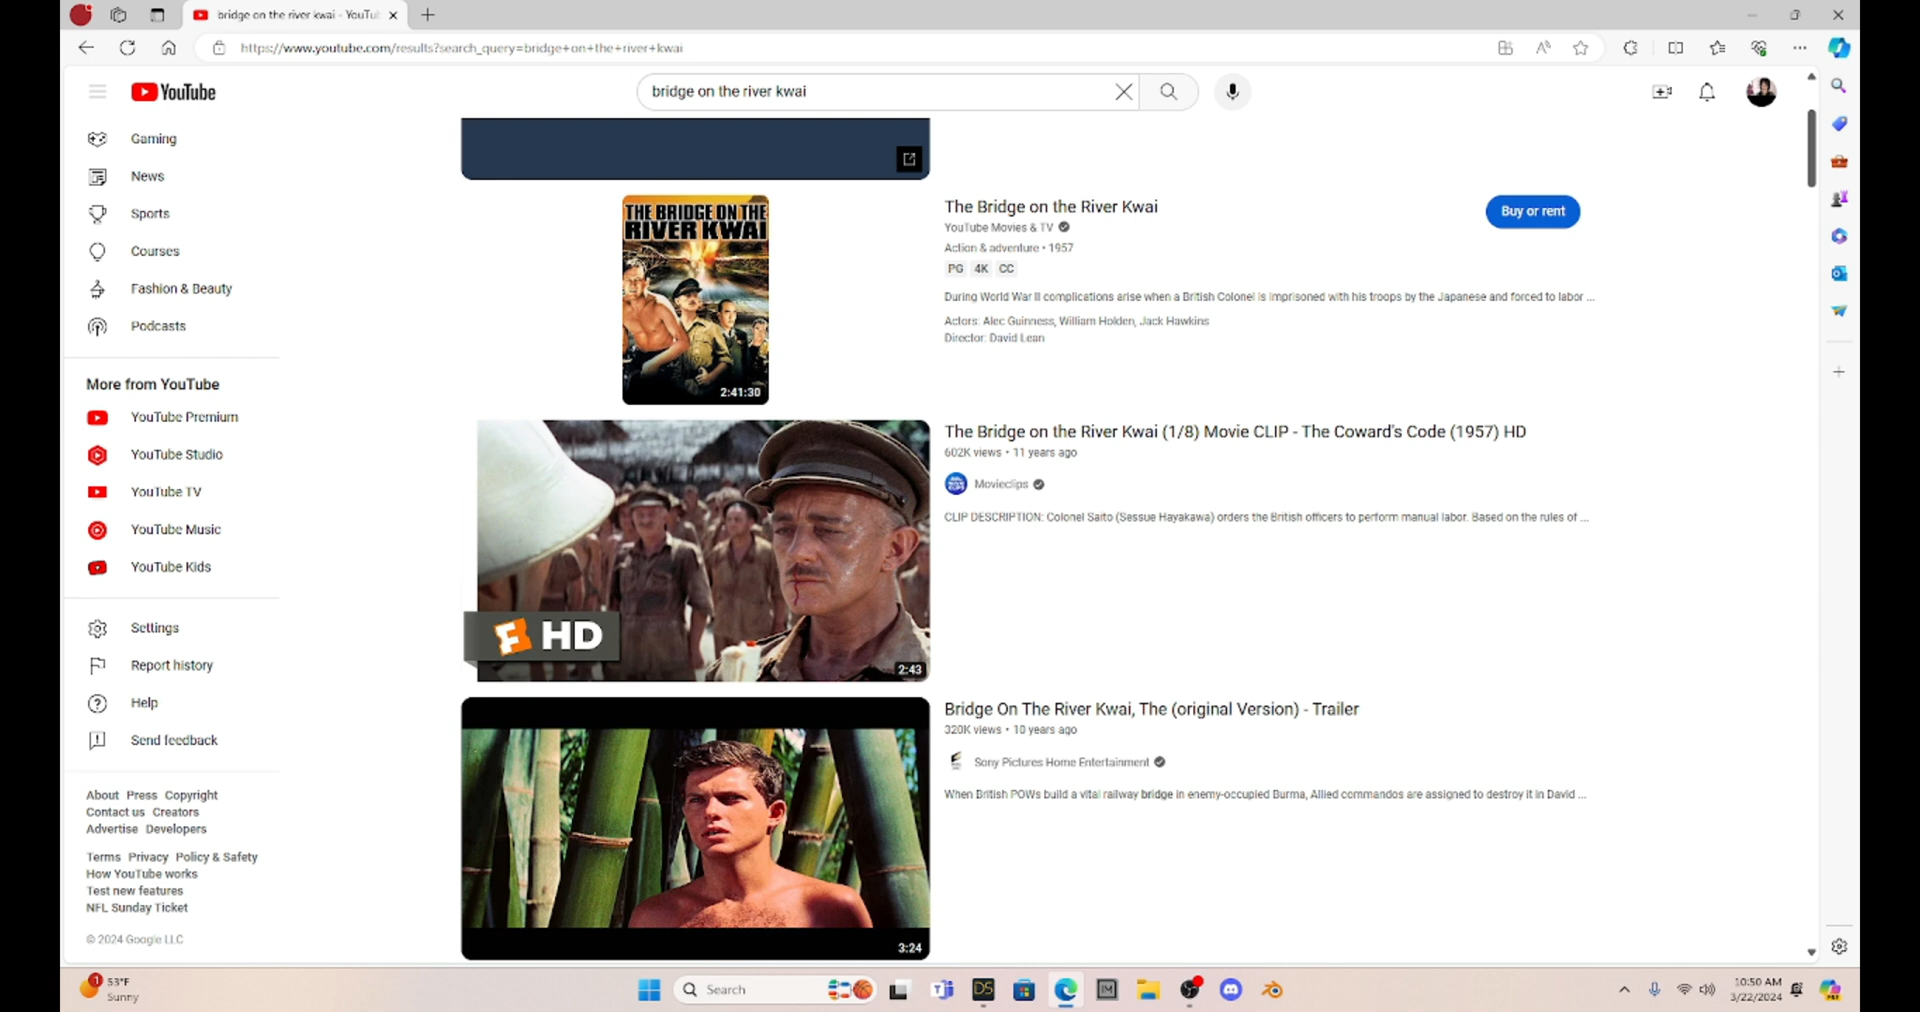 bridge on the river kwai - YouTu
https://www.youtube.com/results?search_query=bridge+on+the+river+kwai
YouTube
bridge on the river kwai
Gaming
News
Sports
Courses
Fashion & Beauty
Podcasts
More from YouTube
YouTube Premium
YouTube Studio
YouTube TV
YouTube Music
YouTube Kids
Settings
Report history
Help
Send feedback
About Press Copyright
Contact us Creators
Advertise Developers
Terms Privacy Policy & Safety
How YouTube works
Test new features
NFL Sunday Ticket
© 2024 Google LLC
THE BRIDGE ON THE
RIVER KWAI
2:41:30
The Bridge on the River Kwai
YouTube Movies & TV
Action & adventure • 1957
PG 4K CC
During World War II complications arise when a British Colonel is imprisoned with his troops by the Japanese and forced to labor ...
Actors: Alec Guinness, William Holden, Jack Hawkins
Director: David Lean
Buy or rent
HD
2:43
The Bridge on the River Kwai (1/8) Movie CLIP - The Coward's Code (1957) HD
602K views • 11 years ago
Movieclips
CLIP DESCRIPTION: Colonel Saito (Sessue Hayakawa) orders the British officers to perform manual labor. Based on the rules of ...
3:24
Bridge On The River Kwai, The (original Version) - Trailer
320K views • 10 years ago
Sony Pictures Home Entertainment
When British POWs build a vital railway bridge in enemy-occupied Burma, Allied commandos are assigned to destroy it in David ...
1
53°F
Sunny
Search
DS
IM
10:50 AM
3/22/2024